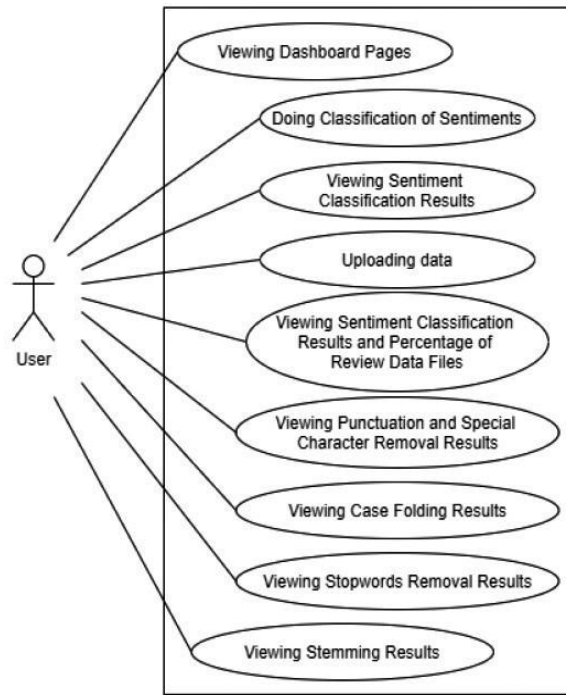 Viewing Dashboard Pages
Doing Classification of Sentiments
Viewing Sentiment
Classification Results
Uploading data
User
Viewing Sentiment Classification
Results and Percentage of
Review Data Files
Viewing Punctuation and Special
Character Removal Results
Viewing Case Folding Results
Viewing Stopwords Removal Results
Viewing Stemming Results